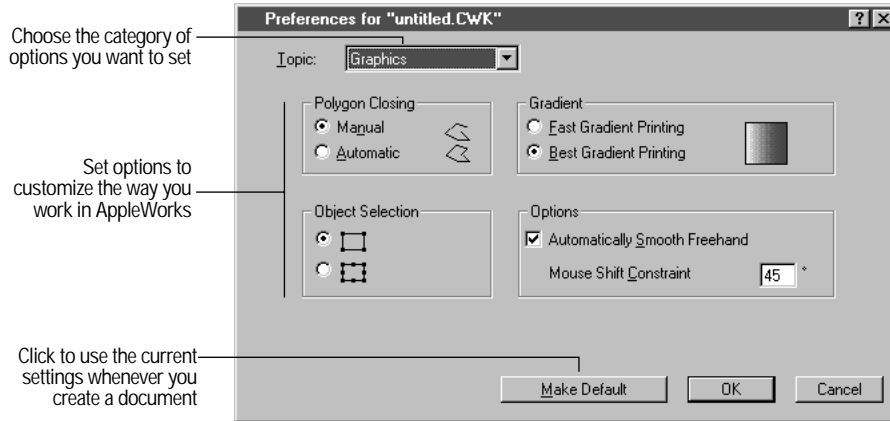 Preferences for "untitled.CWK"
Choose the category of
options you want to set
Topic:
Graphics
Polygon Closing
Manual
Automatic
Gradient
Fast Gradient Printing
Best Gradient Printing
Set options to
customize the way you
work in AppleWorks
Object Selection
Options
Automatically Smooth Freehand
Mouse Shift Constraint
45 °
Click to use the current
settings whenever you
create a document
Make Default
OK
Cancel